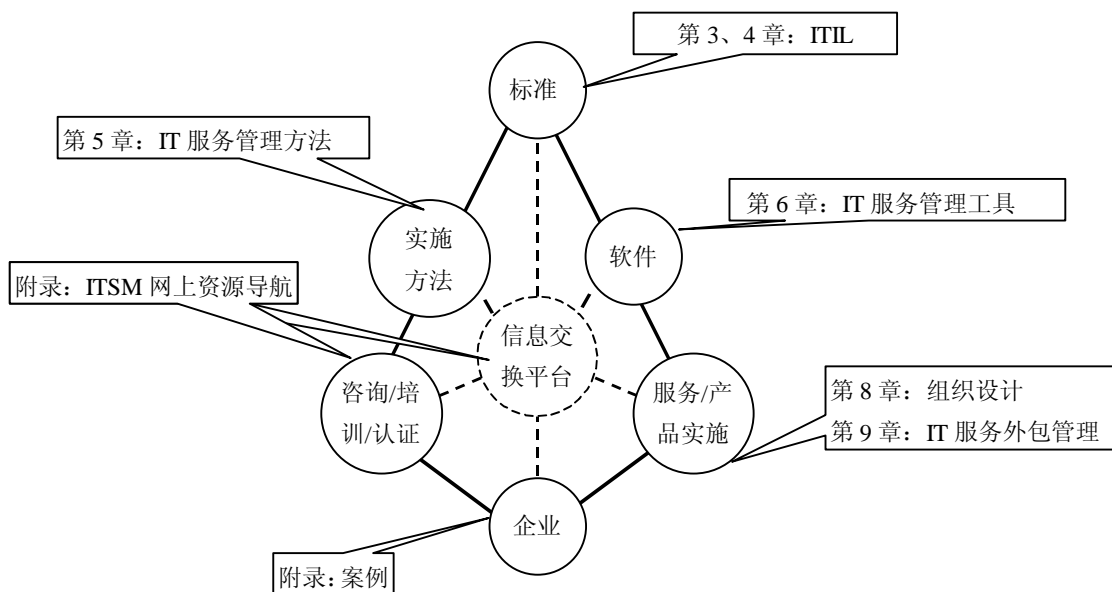 第 3、4 章：ITIL
标准
第 5 章：IT 服务管理方法
第 6 章：IT 服务管理工具
实施
方法
软件
附录：ITSM 网上资源导航
信息交
换平台
咨询/培
训/认证
服务/产
品实施
第 8 章：组织设计
第 9 章：IT 服务外包管理
企业
附录：案例